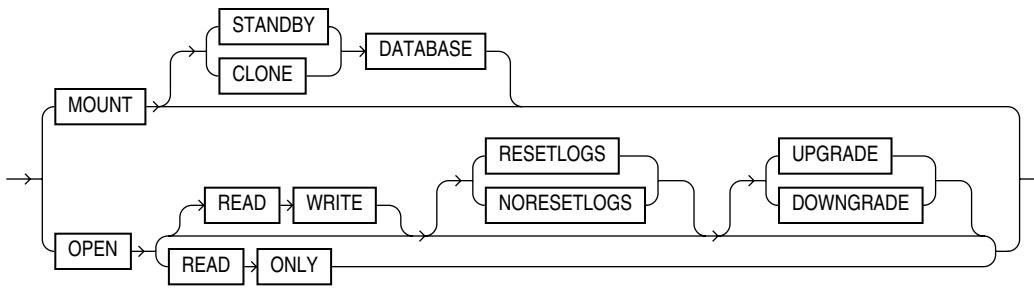 STANDBY
CLONE
DATABASE
MOUNT
RESETLOGS
NORESETLOGS
UPGRADE
DOWNGRADE
READ WRITE
OPEN
READ ONLY